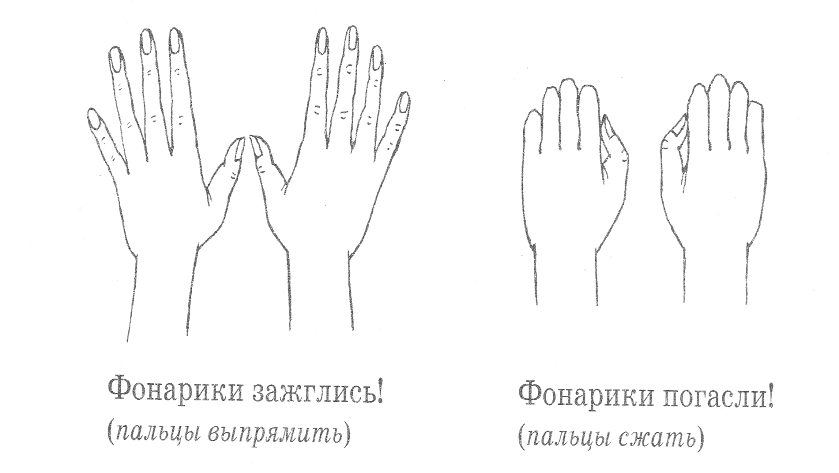 Фонарики зажглись!
(пальцы выпрямить)
Фонарики погасли!
(пальцы сжать)